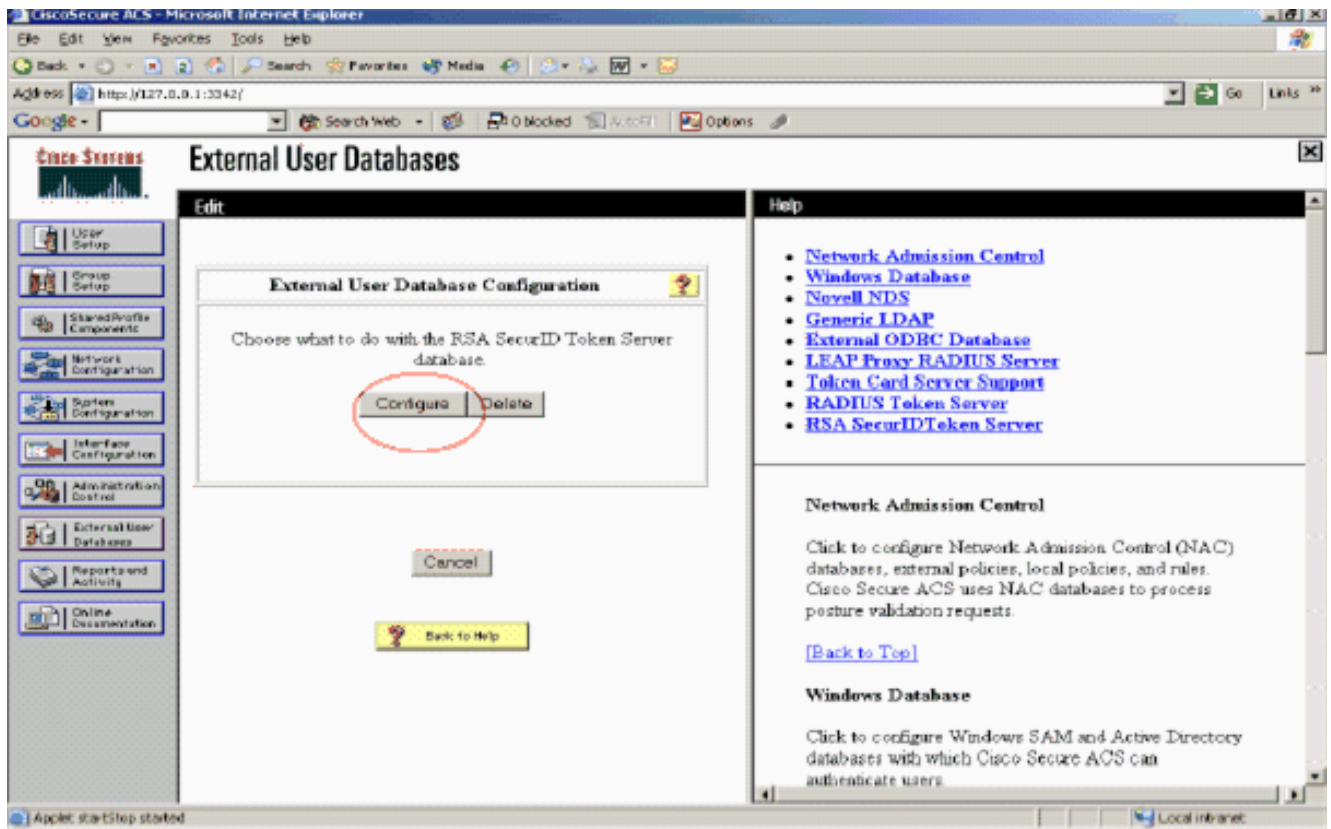 CiscoSecure ACS - Microsoft Internet Explorer
File Edit View Favorites Tools Help
Back Search Favorites Media
Address http://127.0.0.1:3342/ Go Links »
Google - Search Web 0 blocked AutoFill Options
CISCO SYSTEMS
External User Databases
User
Setup
Group
Setup
Shared Profile
Components
Network
Configuration
System
Configuration
Interface
Configuration
Administration
Control
External User
Databases
Reports and
Activity
Online
Documentation
Edit
External User Database Configuration
Choose what to do with the RSA SecurID Token Server
database.
Configure Delete
Cancel
Back to Help
Help
• Network Admission Control
• Windows Database
• Novell NDS
• Generic LDAP
• External ODBC Database
• LEAP Proxy RADIUS Server
• Token Card Server Support
• RADIUS Token Server
• RSA SecurIDToken Server
Network Admission Control
Click to configure Network Admission Control (NAC)
databases, external policies, local policies, and rules.
Cisco Secure ACS uses NAC databases to process
posture validation requests.
[Back to Top]
Windows Database
Click to configure Windows SAM and Active Directory
databases with which Cisco Secure ACS can
authenticate users.
Applet startStop started
Local intranet